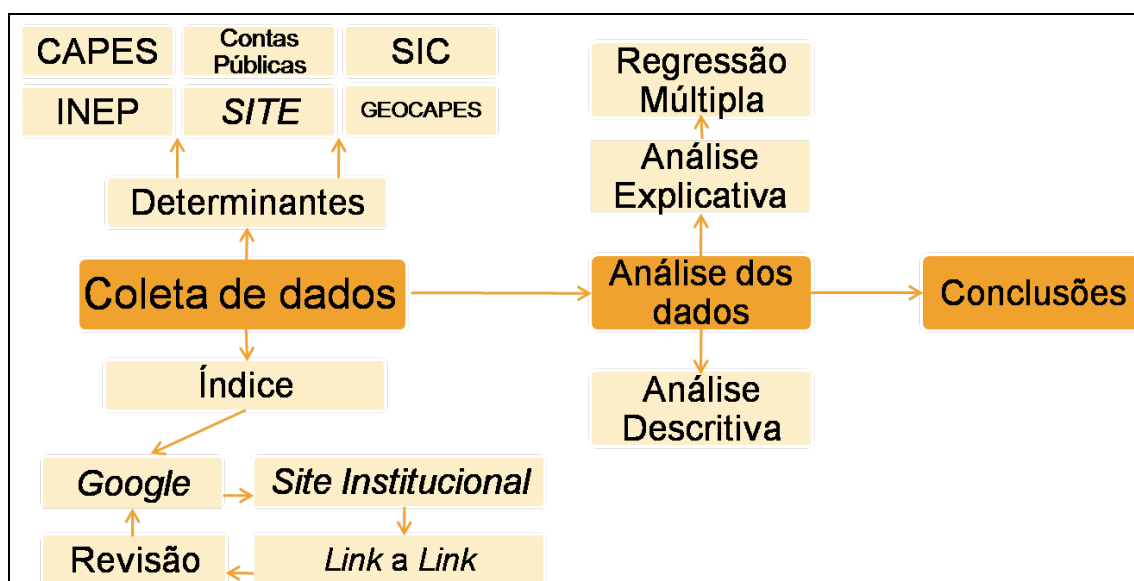 CAPES
Contas
Públicas
SIC
INEP
SITE
GEOCAPES
Determinantes
Coleta de dados
Índice
Google
Site Institucional
Revisão
Link a Link
Regressão
Múltipla
Análise
Explicativa
Análise dos
dados
Análise
Descritiva
Conclusões